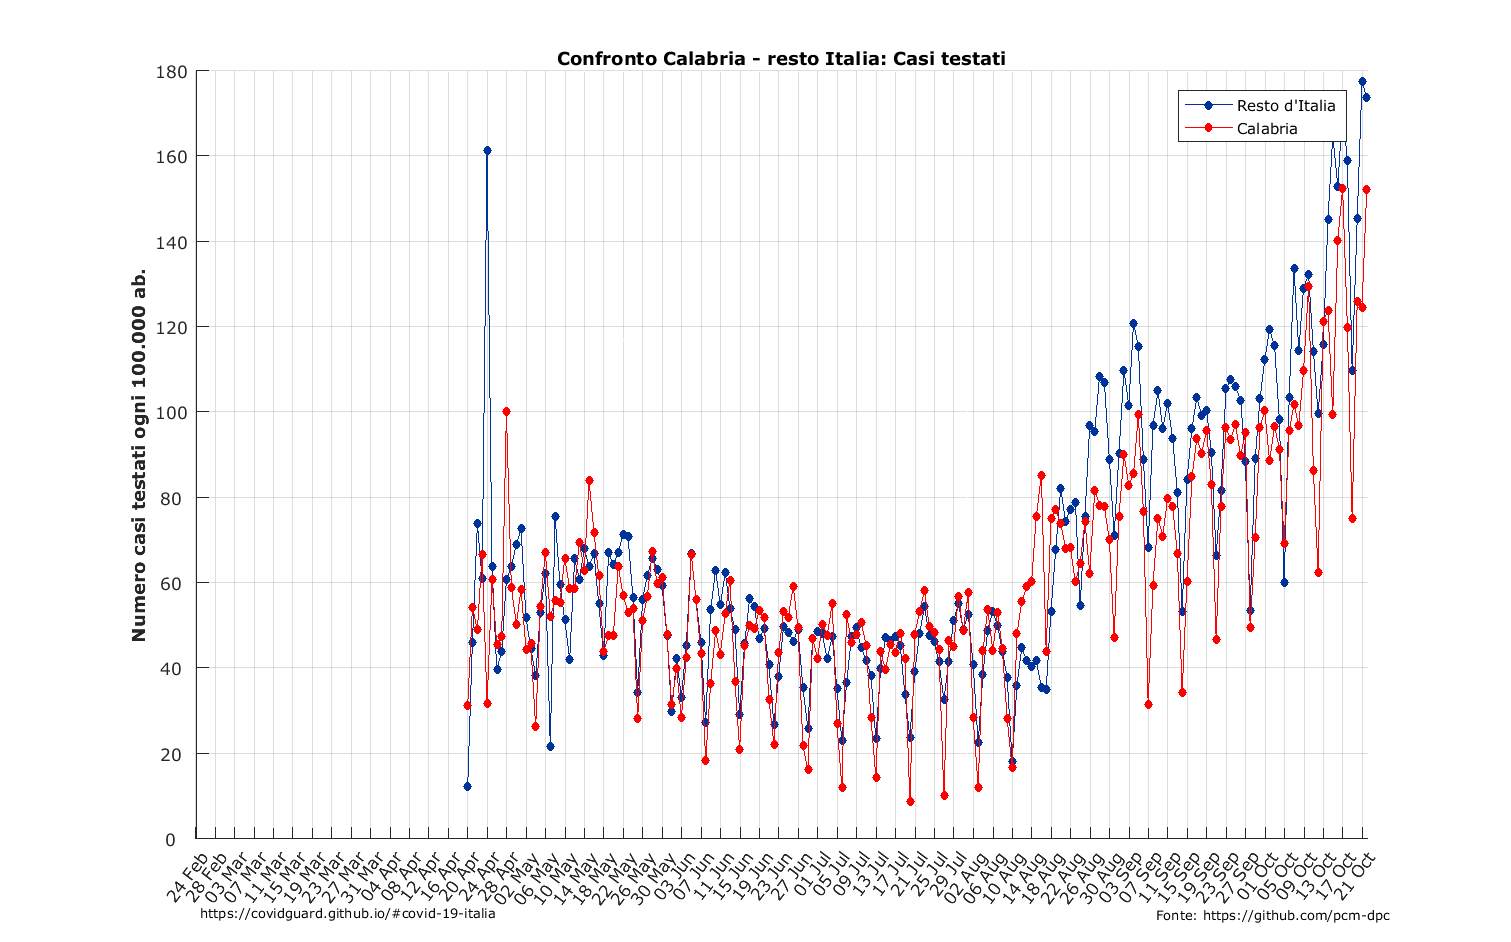 Confronto Calabria - resto Italia: Casi testati
Resto d'Italia
Calabria
Numero casi testati ogni 100.000 ab.
180
160
140
120
100
80
60
40
20
0
24 Feb
28 Feb
03 Mar
07 Mar
11 Mar
15 Mar
19 Mar
23 Mar
27 Mar
31 Mar
04 Apr
08 Apr
12 Apr
16 Apr
20 Apr
24 Apr
28 Apr
02 May
06 May
10 May
14 May
18 May
22 May
26 May
30 May
03 Jun
07 Jun
11 Jun
15 Jun
19 Jun
23 Jun
27 Jun
01 Jul
05 Jul
09 Jul
13 Jul
17 Jul
21 Jul
25 Jul
29 Jul
02 Aug
06 Aug
10 Aug
14 Aug
18 Aug
22 Aug
26 Aug
30 Aug
03 Sep
07 Sep
11 Sep
15 Sep
19 Sep
23 Sep
27 Sep
01 Oct
05 Oct
09 Oct
13 Oct
17 Oct
21 Oct
https://covidguard.github.io/#covid-19-italia
Fonte: https://github.com/pcm-dpc